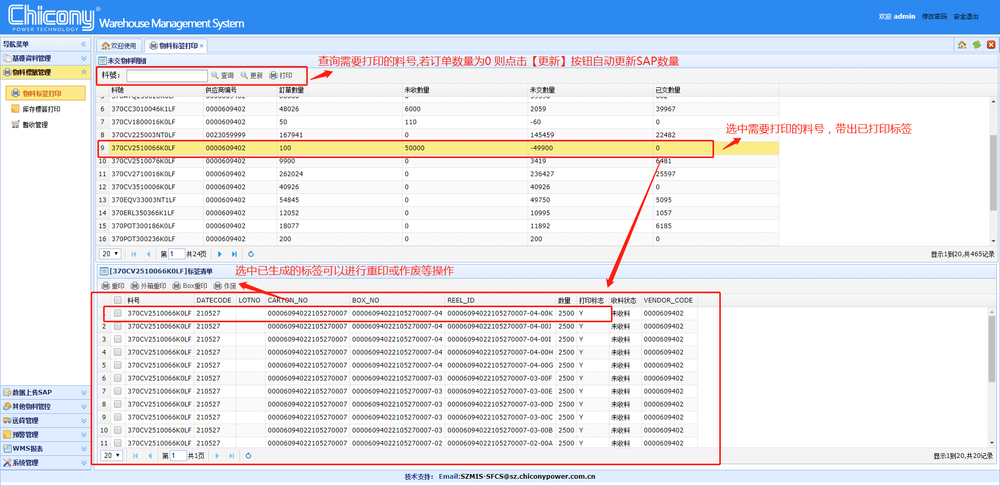 Chicony®
POWER TECHNOLOGY
Warehouse Management System
欢迎 admin 修改密码 安全退出
导航菜单
基礎資料管理
物料標籤管理
物料标签打印
库存標簽打印
暫收管理
数据上传SAP
其他物料管控
送貨管理
預警管理
WMS报表
系统管理
欢迎使用 物料标签打印
未交物料明细
查询需要打印的料号,若订单数量为0 则点击【更新】按钮自动更新SAP数量
料號： 查询 更新 打印
料號 供应商编号 訂單數量 未收數量 未交數量 已交數量
6 370CC3010046K1LF 0000609402 48026 6000 2059 39967
7 370CV1800016K0LF 0000609402 50 110 -60 0
8 370CV225003NT0LF 0023059999 167941 0 145459 22482
选中需要打印的料号，带出已打印标签
9 370CV2510066K0LF 0000609402 100 50000 -49900 0
10 370CV2510076K0LF 0000609402 9900 0 3419 6481
11 370CV2710016K0LF 0000609402 262024 0 236427 25597
12 370CV3510006K0LF 0000609402 40926 0 40926 0
13 370EQV33003NT1LF 0000609402 54845 0 49750 5095
14 370ERL350366K1LF 0000609402 12052 0 10995 1057
15 370POT300186K0LF 0000609402 18077 0 11892 6185
16 370POT300236K0LF 0000609402 200 0 200 0
20 第 1 共24页 显示1到20,共465记录
[370CV2510066K0LF]标签清单
选中已生成的标签可以进行重印或作废等操作
重印 外箱重印 Box重印 作废
料号 DATECODE LOTNO CARTON_NO BOX_NO REEL_ID 数量 打印标志 收料状态 VENDOR_CODE
1 370CV2510066K0LF 210527 00006094022105270007 00006094022105270007-04 00006094022105270007-04-00K 2500 Y 未收料 0000609402
2 370CV2510066K0LF 210527 00006094022105270007 00006094022105270007-04 00006094022105270007-04-00J 2500 Y 未收料 0000609402
3 370CV2510066K0LF 210527 00006094022105270007 00006094022105270007-04 00006094022105270007-04-00I 2500 Y 未收料 0000609402
4 370CV2510066K0LF 210527 00006094022105270007 00006094022105270007-04 00006094022105270007-04-00H 2500 Y 未收料 0000609402
5 370CV2510066K0LF 210527 00006094022105270007 00006094022105270007-04 00006094022105270007-04-00G 2500 Y 未收料 0000609402
6 370CV2510066K0LF 210527 00006094022105270007 00006094022105270007-03 00006094022105270007-03-00F 2500 Y 未收料 0000609402
7 370CV2510066K0LF 210527 00006094022105270007 00006094022105270007-03 00006094022105270007-03-00E 2500 Y 未收料 0000609402
8 370CV2510066K0LF 210527 00006094022105270007 00006094022105270007-03 00006094022105270007-03-00D 2500 Y 未收料 0000609402
9 370CV2510066K0LF 210527 00006094022105270007 00006094022105270007-03 00006094022105270007-03-00C 2500 Y 未收料 0000609402
10 370CV2510066K0LF 210527 00006094022105270007 00006094022105270007-03 00006094022105270007-03-00B 2500 Y 未收料 0000609402
11 370CV2510066K0LF 210527 00006094022105270007 00006094022105270007-02 00006094022105270007-02-00A 2500 Y 未收料 0000609402
20 第 1 共1页 显示1到20,共20记录
技术支持： Email:SZMIS-SFCS@sz.chiconypower.com.cn